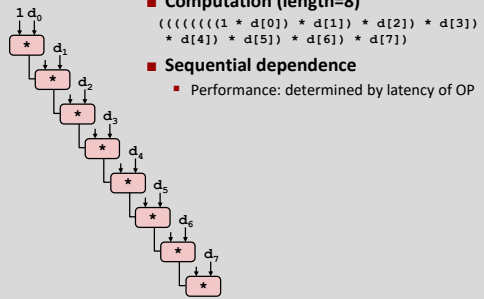 ■ Computation (length=8)
((((((((1 * d[0]) * d[1]) * d[2]) * d[3])
* d[4]) * d[5]) * d[6]) * d[7])
■ Sequential dependence
▪ Performance: determined by latency of OP
1 d0
*
d1
*
d2
*
d3
*
d4
*
d5
*
d6
*
d7
*